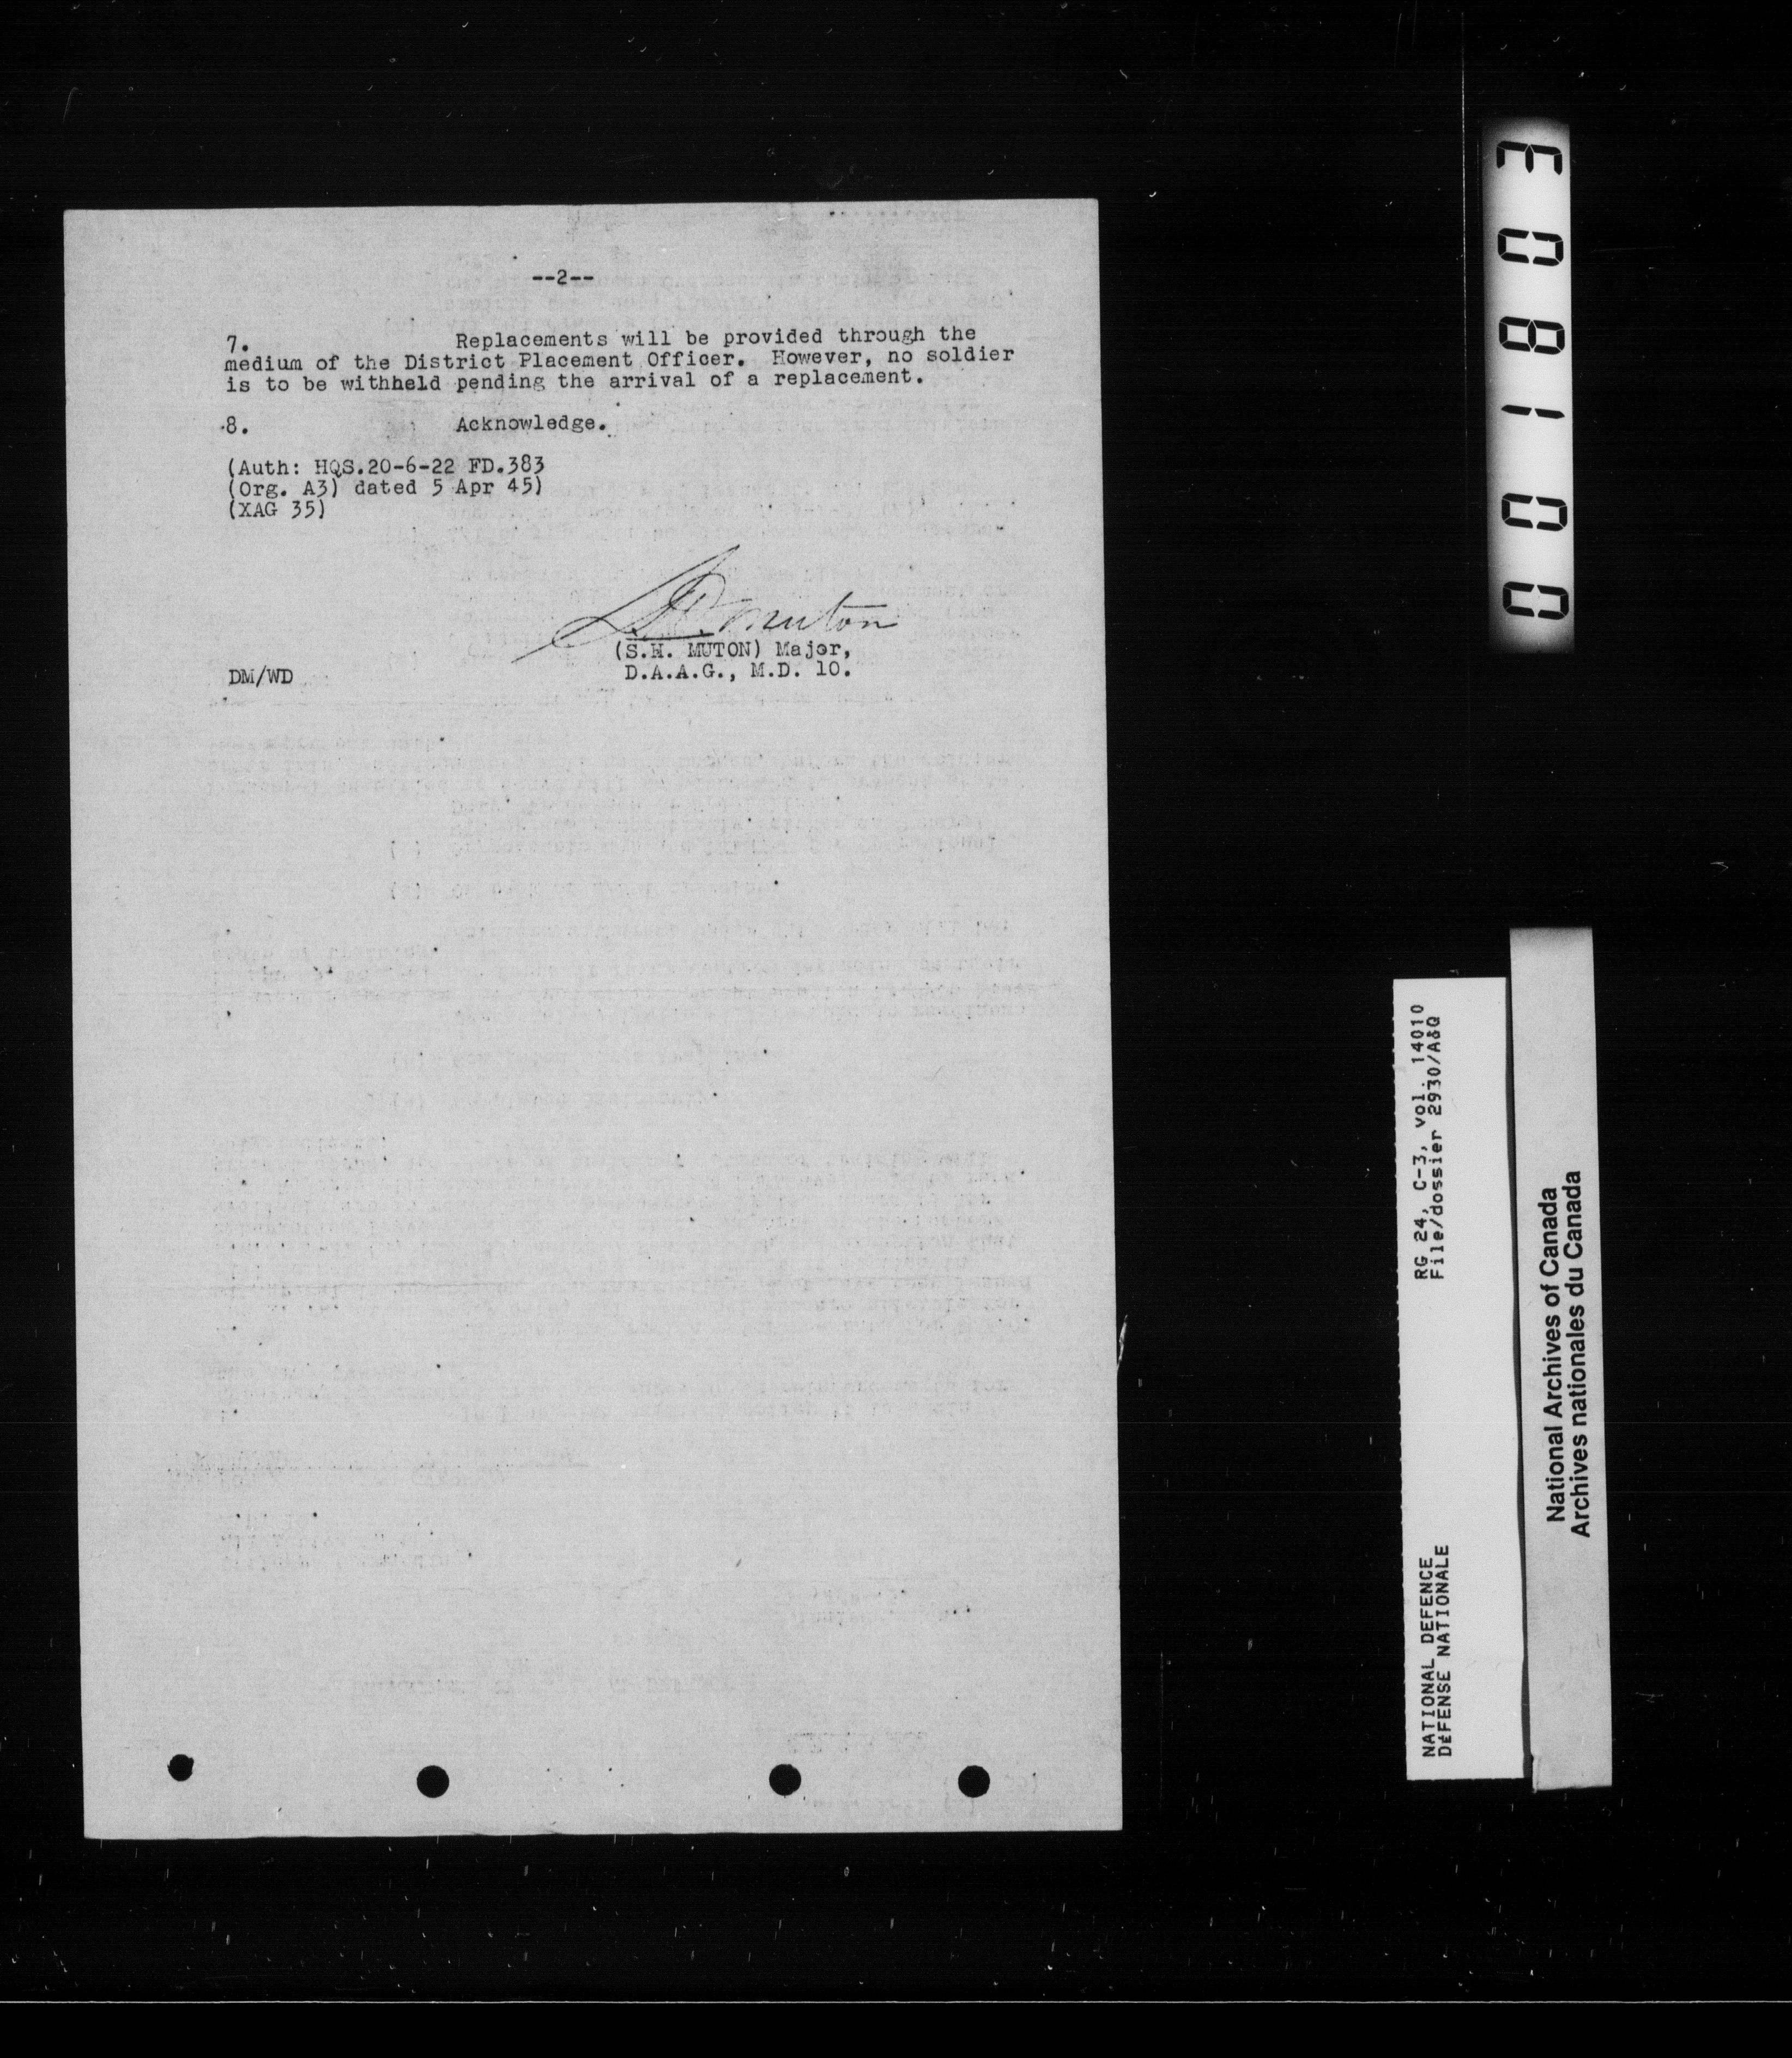 --2--
7. Replacements will be provided through the
medium of the District Placement Officer. However, no soldier
is to be withheld pending the arrival of a replacement.
8. Acknowledge.
(Auth: HQS.20-6-22 FD.383
(Org. A3) dated 5 Apr 45)
(XAG 35)
S.H. Muton
(S.H. MUTON) Major,
D.A.A.G., M.D. 10.
DM/WD
001803
NATIONAL DEFENCE RG 24, C-3, vol. 14010
DéFENSE NATIONALE File/dossier 2930/A&Q
National Archives of Canada
Archives nationales du Canada